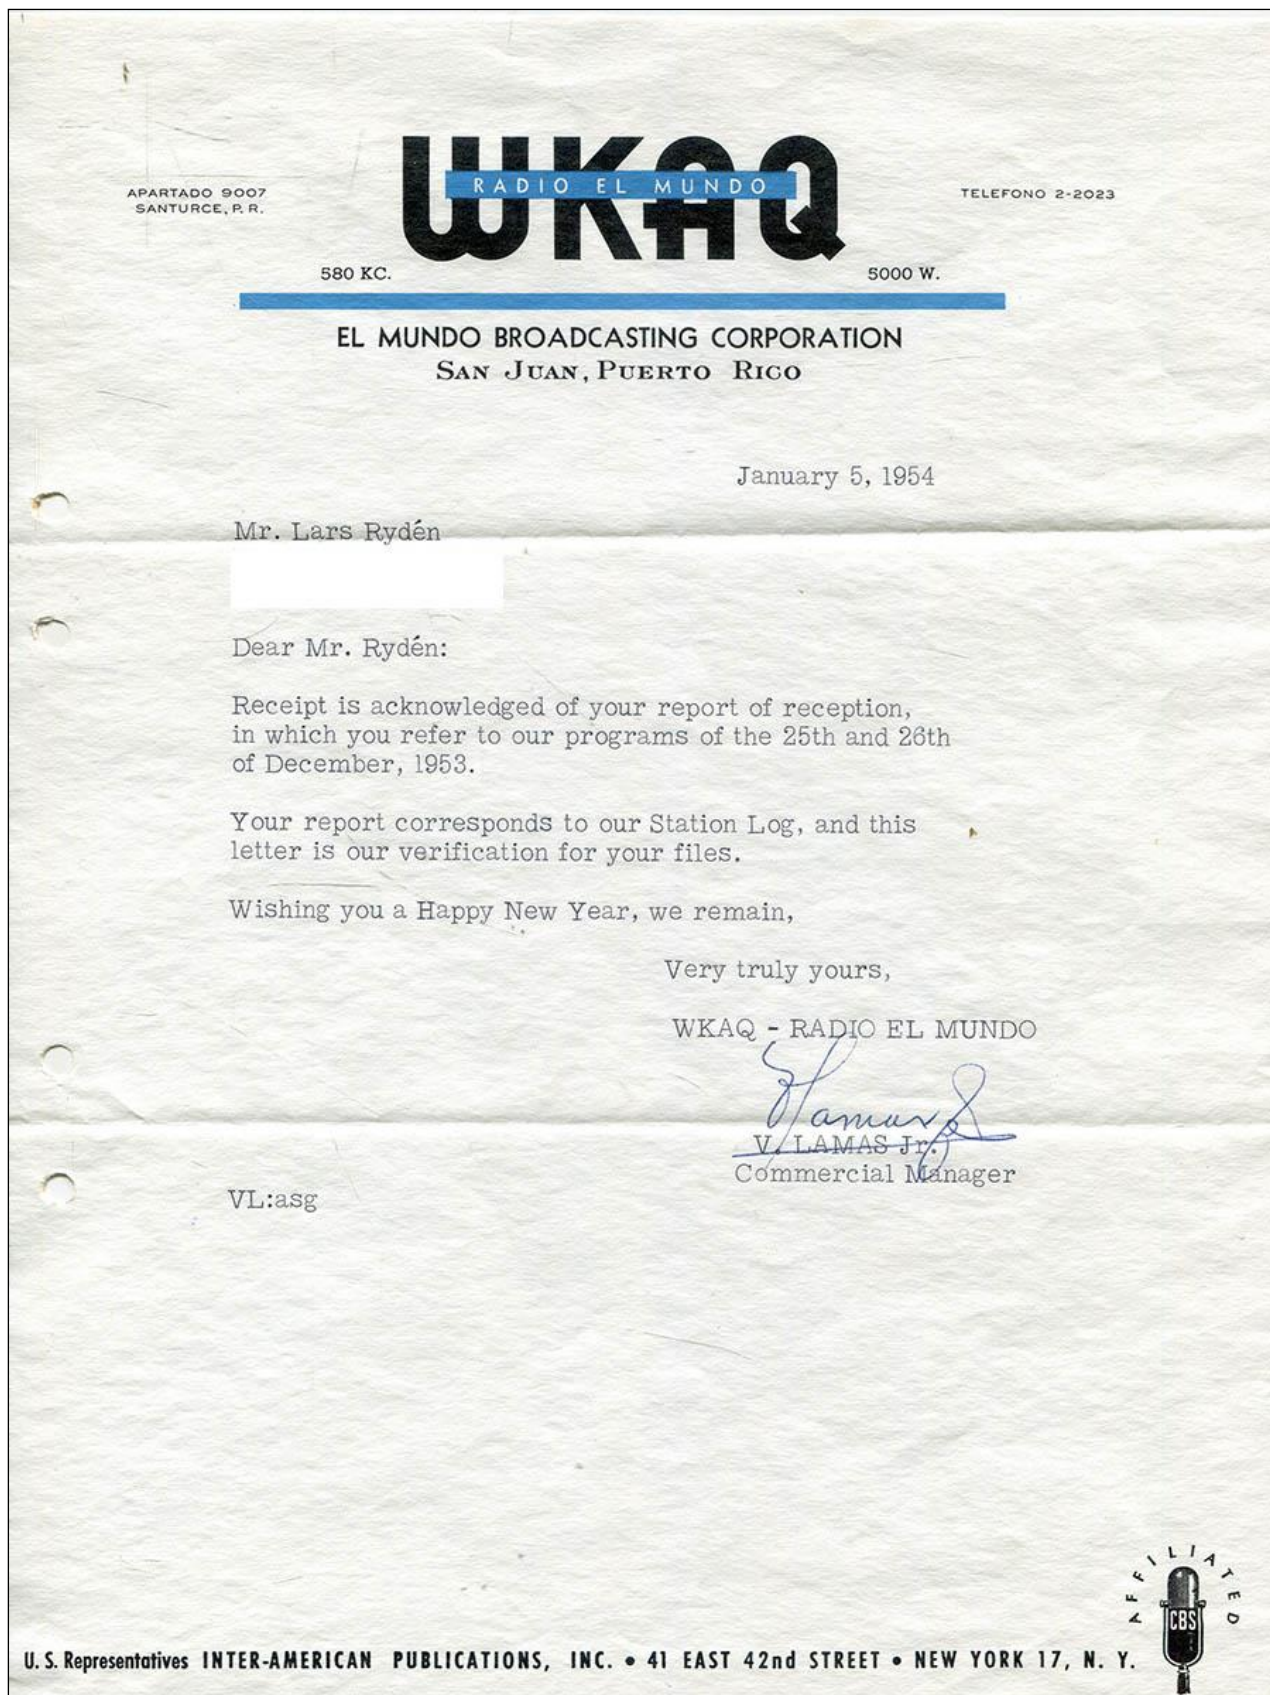 WKAQ
RADIO EL MUNDO
APARTADO 9007
SANTURCE, P. R.
TELEFONO 2-2023
580 KC.
5000 W.
EL MUNDO BROADCASTING CORPORATION
SAN JUAN, PUERTO RICO
January 5, 1954
Mr. Lars Rydén
Dear Mr. Rydén:
Receipt is acknowledged of your report of reception,
in which you refer to our programs of the 25th and 26th
of December, 1953.
Your report corresponds to our Station Log, and this
letter is our verification for your files.
Wishing you a Happy New Year, we remain,
Very truly yours,
WKAQ - RADIO EL MUNDO
V. LAMAS Jr.
Commercial Manager
VL:asg
AFFILIATED
CBS
U. S. Representatives INTER-AMERICAN PUBLICATIONS, INC. • 41 EAST 42nd STREET • NEW YORK 17, N. Y.